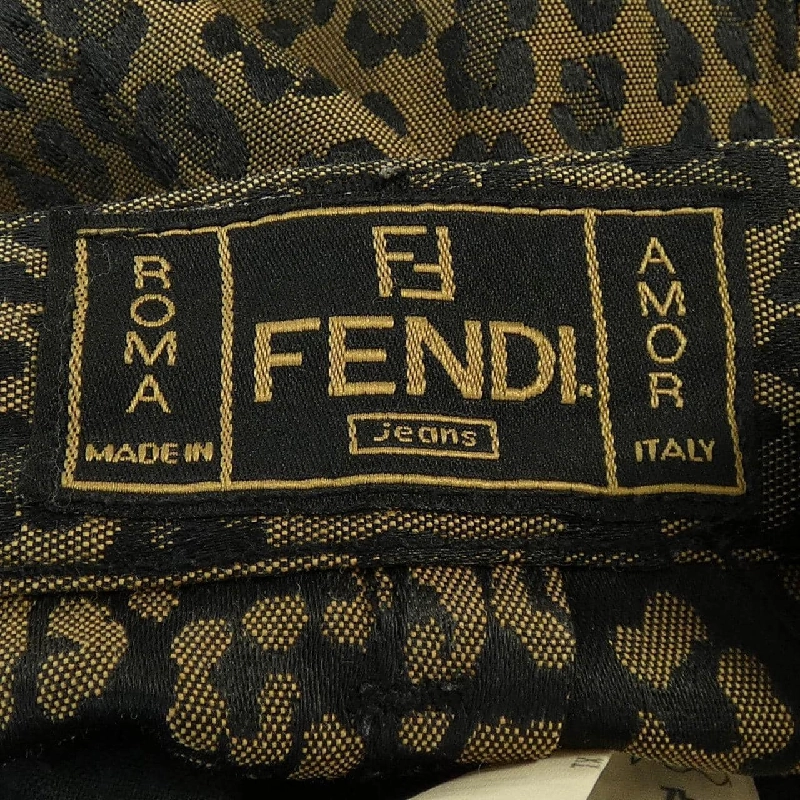 ROMA
MADE IN
FF
FENDI
jeans
AMOR
ITALY